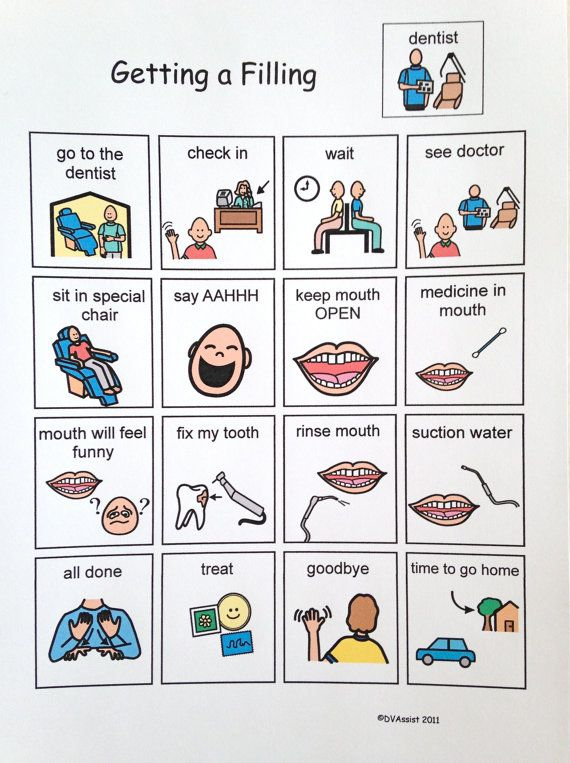 dentist
Getting a Filling
go to the
dentist
check in
wait
see doctor
sit in special
chair
say AAHHH
keep mouth
OPEN
medicine in
mouth
mouth will feel
funny
fix my tooth
rinse mouth
suction water
? ?
all done
treat
goodbye
time to go home
©DVAssist 2011